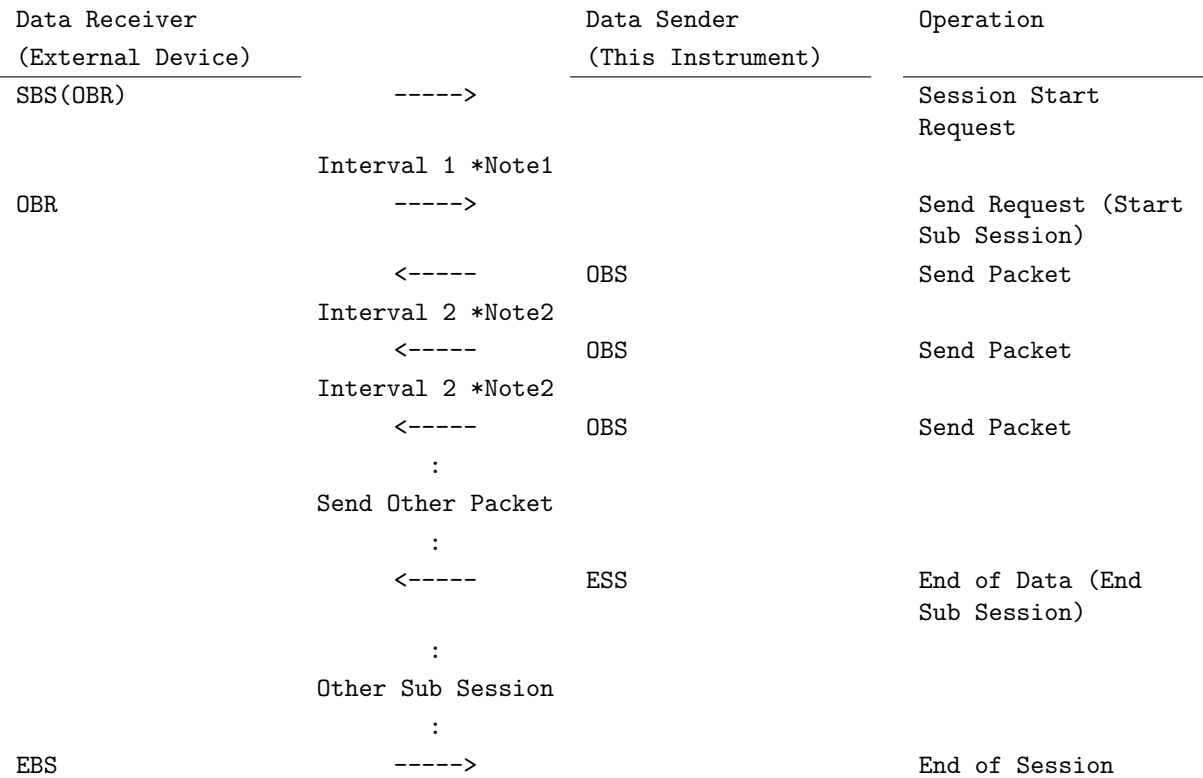 Data Receiver Data Sender Operation
(External Device) (This Instrument)
SBS(OBR) -----> Session Start
Request
Interval 1 *Note1
OBR -----> Send Request (Start
Sub Session)
<----- OBS Send Packet
Interval 2 *Note2
<----- OBS Send Packet
Interval 2 *Note2
<----- OBS Send Packet
:
Send Other Packet
:
<----- ESS End of Data (End
Sub Session)
:
Other Sub Session
:
EBS -----> End of Session